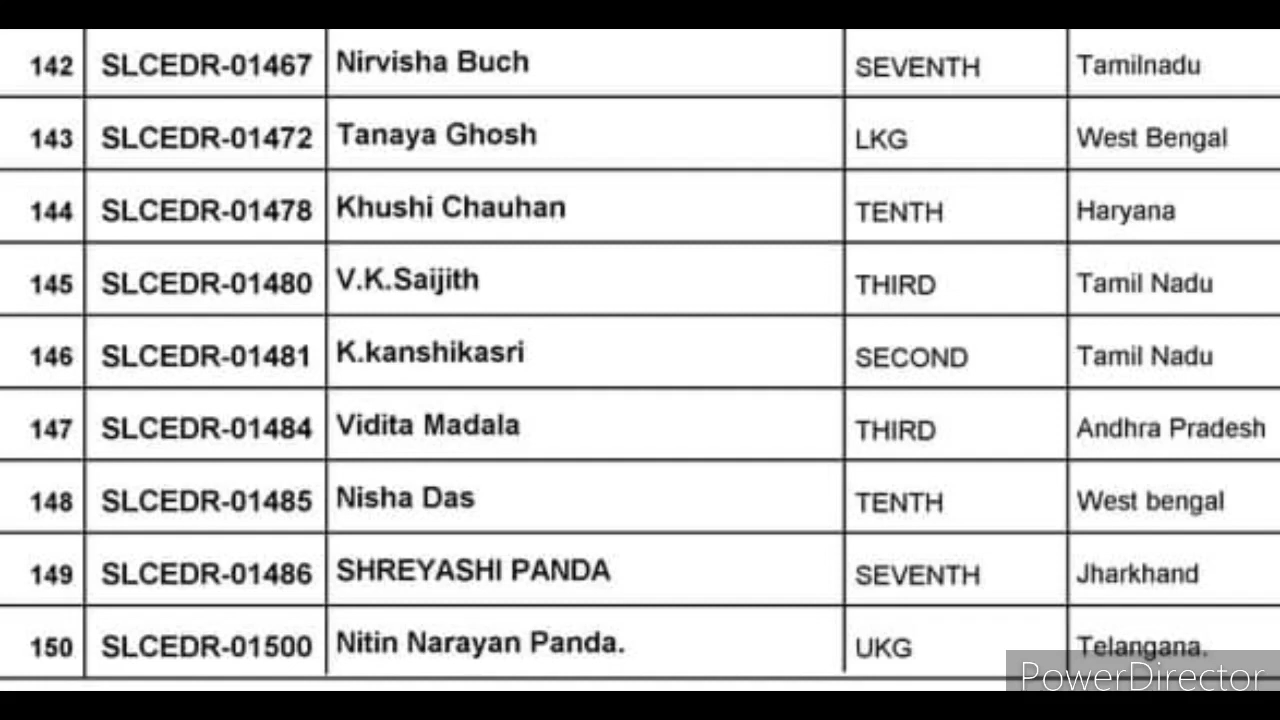 142 SLCEDR-01467 Nirvisha Buch SEVENTH Tamilnadu
143 SLCEDR-01472 Tanaya Ghosh LKG West Bengal
144 SLCEDR-01478 Khushi Chauhan TENTH Haryana
145 SLCEDR-01480 V.K.Saijith THIRD Tamil Nadu
146 SLCEDR-01481 K.kanshikasri SECOND Tamil Nadu
147 SLCEDR-01484 Vidita Madala THIRD Andhra Pradesh
148 SLCEDR-01485 Nisha Das TENTH West bengal
149 SLCEDR-01486 SHREYASHI PANDA SEVENTH Jharkhand
150 SLCEDR-01500 Nitin Narayan Panda. UKG Telangana.
PowerDirector